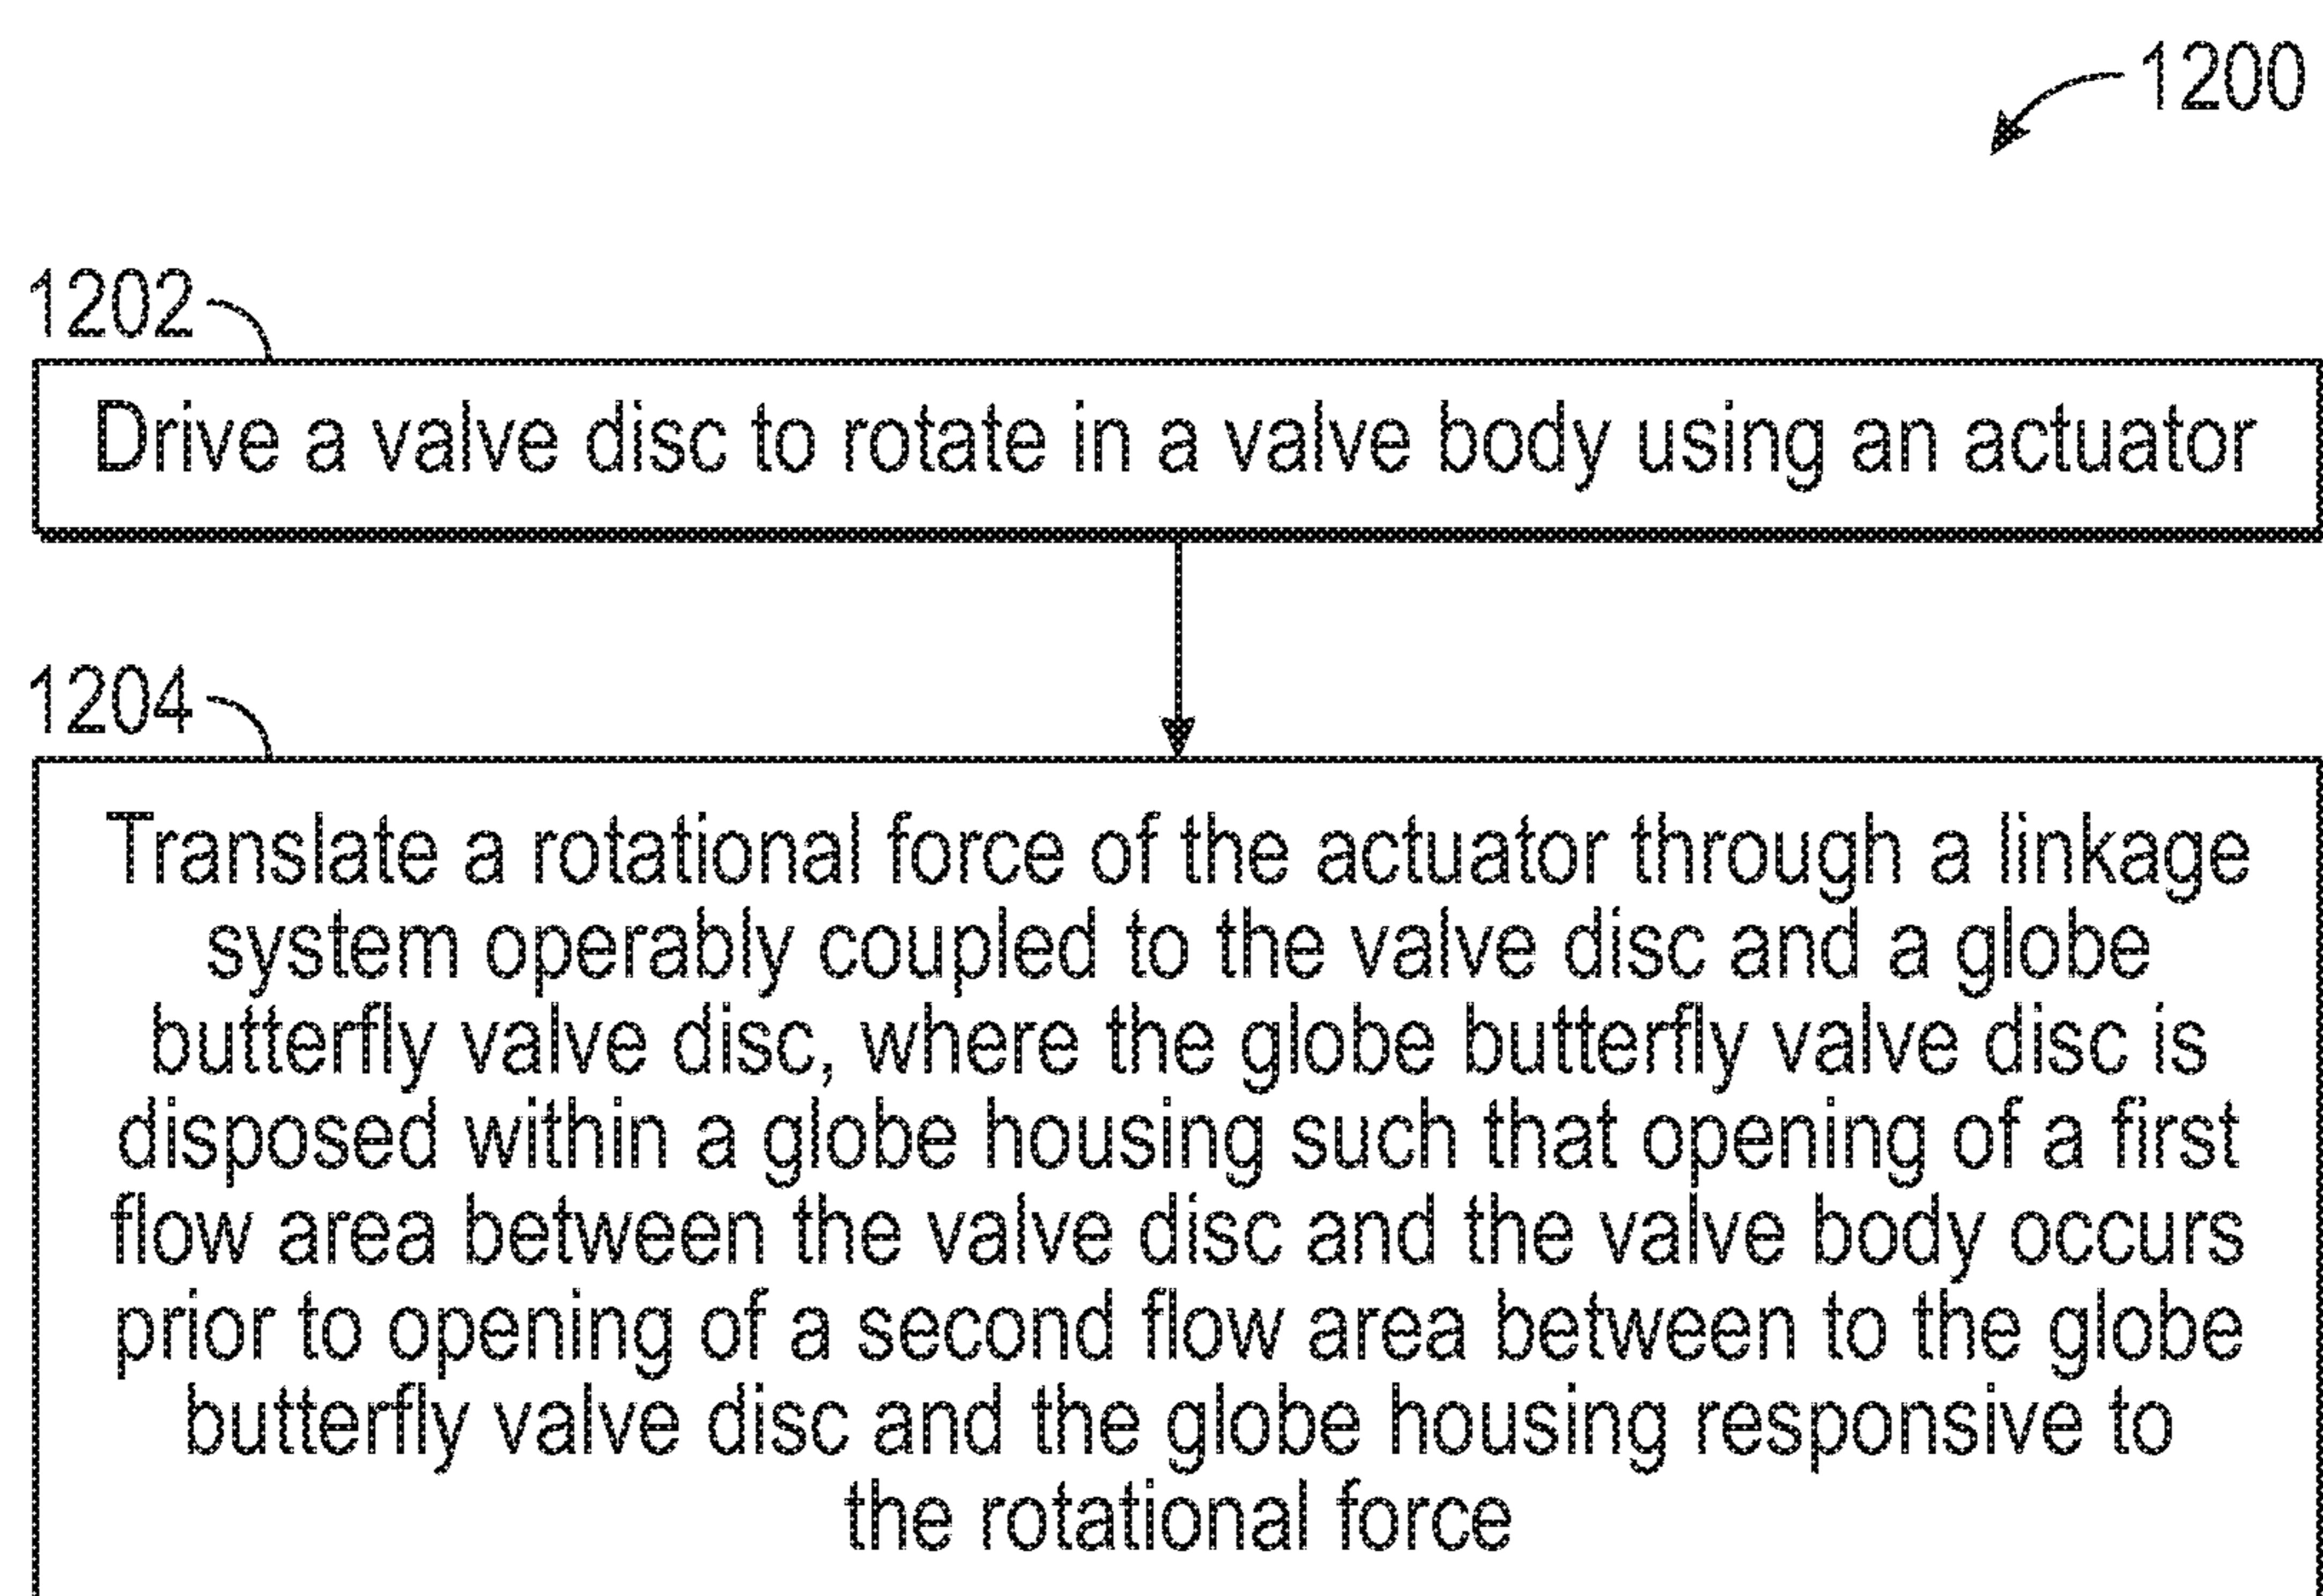 1200
1202
Drive a valve disc to rotate in a valve body using an actuator
1204
Translate a rotational force of the actuator through a linkage
system operably coupled to the valve disc and a globe
butterfly valve disc, where the globe butterfly valve disc is
disposed within a globe housing such that opening of a first
flow area between the valve disc and the valve body occurs
prior to opening of a second flow area between to the globe
butterfly valve disc and the globe housing responsive to
the rotational force